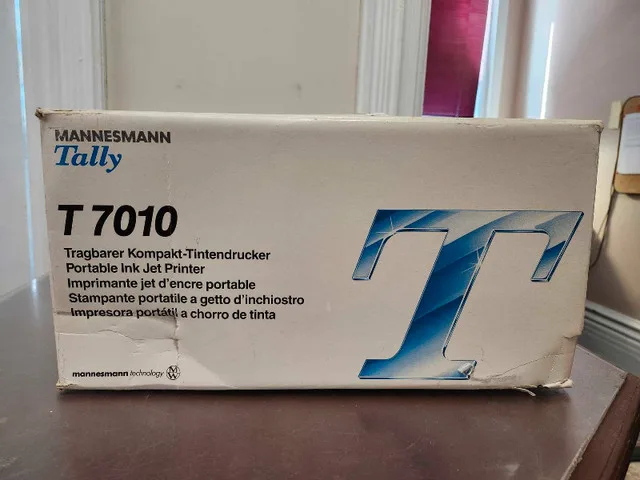 MANNESMANN
Tally
T 7010
Tragbarer Kompakt-Tintendrucker
Portable Ink Jet Printer
Imprimante jet d'encre portable
Stampante portatile a getto d'inchiostro
Impresora portátil a chorro de tinta
mannesmann technology
T